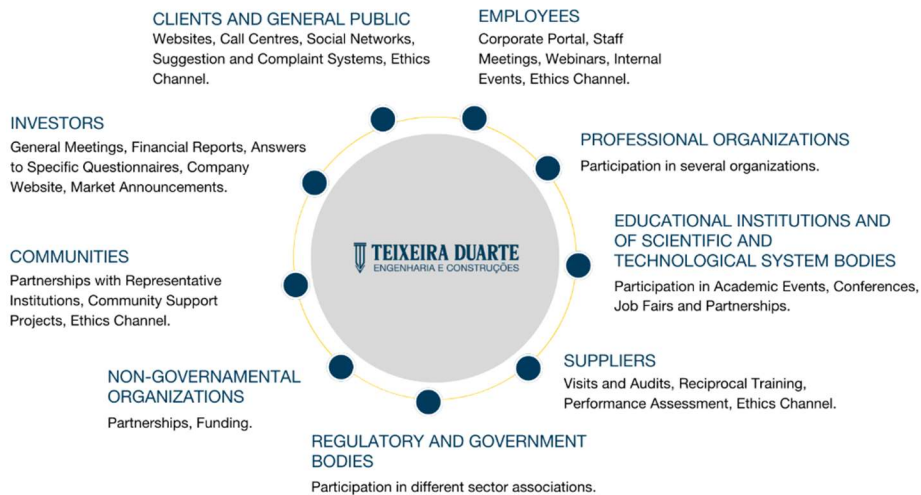 CLIENTS AND GENERAL PUBLIC
Websites, Call Centres, Social Networks,
Suggestion and Complaint Systems, Ethics
Channel.
EMPLOYEES
Corporate Portal, Staff
Meetings, Webinars, Internal
Events, Ethics Channel.
INVESTORS
General Meetings, Financial Reports, Answers
to Specific Questionnaires, Company
Website, Market Announcements.
PROFESSIONAL ORGANIZATIONS
Participation in several organizations.
TEIXEIRA DUARTE
ENGENHARIA E CONSTRUÇÕES
EDUCATIONAL INSTITUTIONS AND
OF SCIENTIFIC AND
TECHNOLOGICAL SYSTEM BODIES
Participation in Academic Events, Conferences,
Job Fairs and Partnerships.
COMMUNITIES
Partnerships with Representative
Institutions, Community Support
Projects, Ethics Channel.
SUPPLIERS
Visits and Audits, Reciprocal Training,
Performance Assessment, Ethics Channel.
NON-GOVERNAMENTAL
ORGANIZATIONS
Partnerships, Funding.
REGULATORY AND GOVERNMENT
BODIES
Participation in different sector associations.